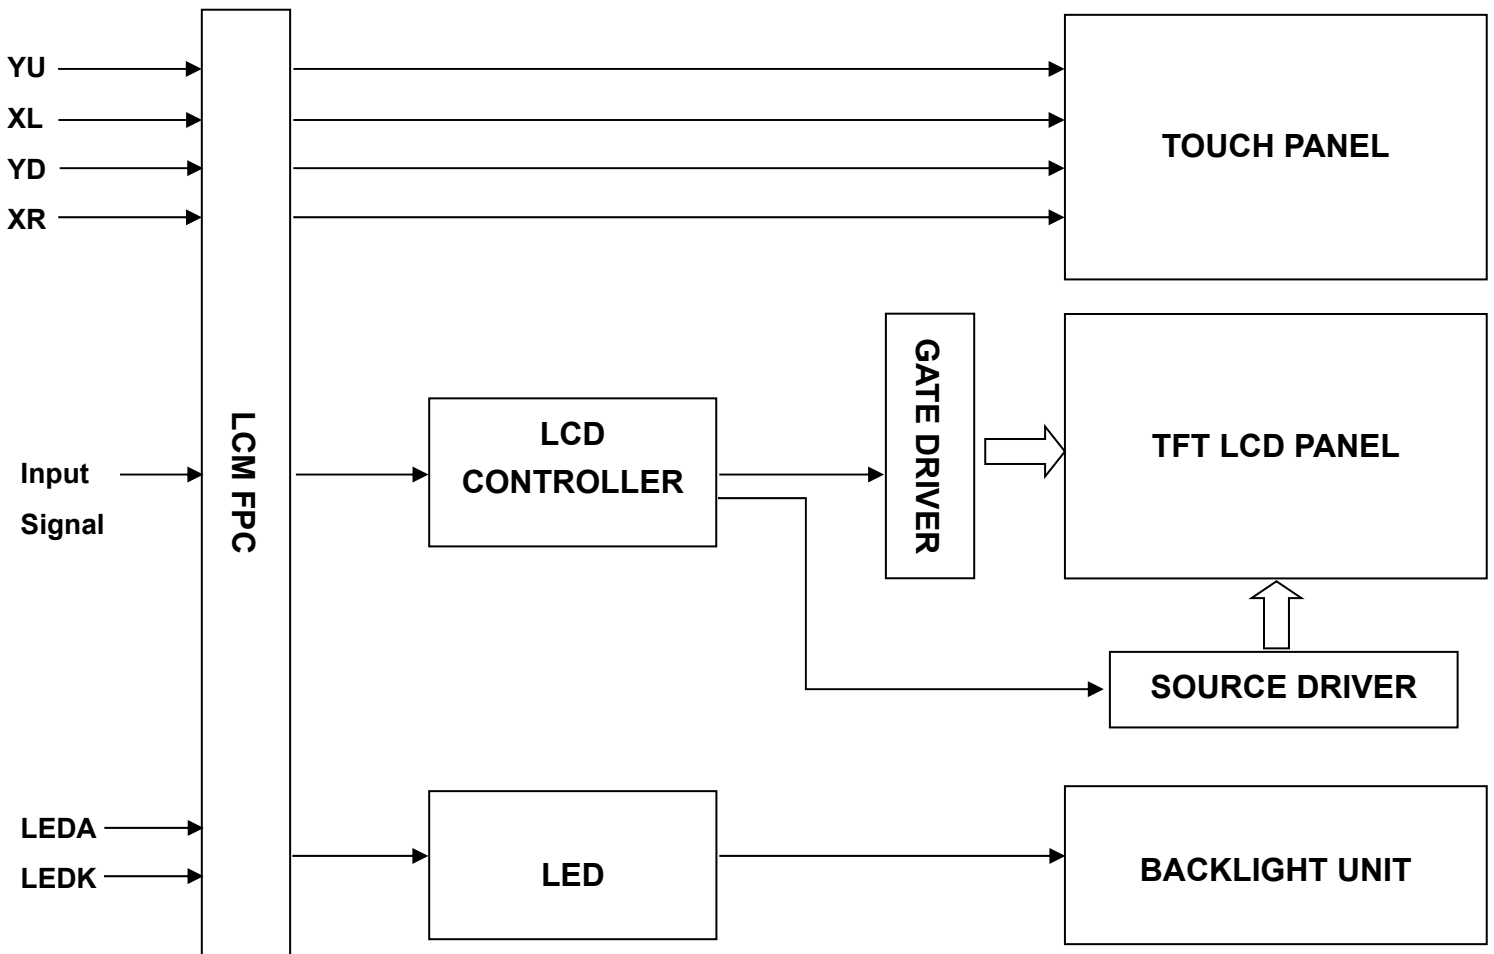 YU
XL
YD
XR
TOUCH PANEL
LCM FPC
Input
Signal
LCD
CONTROLLER
GATE DRIVER
TFT LCD PANEL
SOURCE DRIVER
LEDA
LEDK
LED
BACKLIGHT UNIT